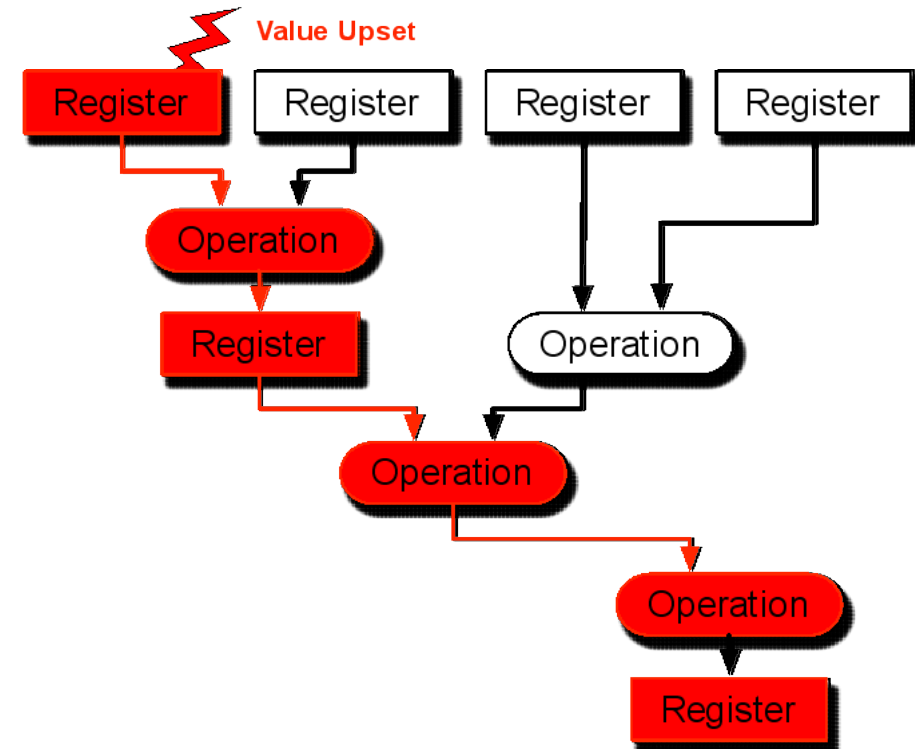 Value Upset
Register
Register
Register
Register
Operation
Register
Operation
Operation
Operation
Register